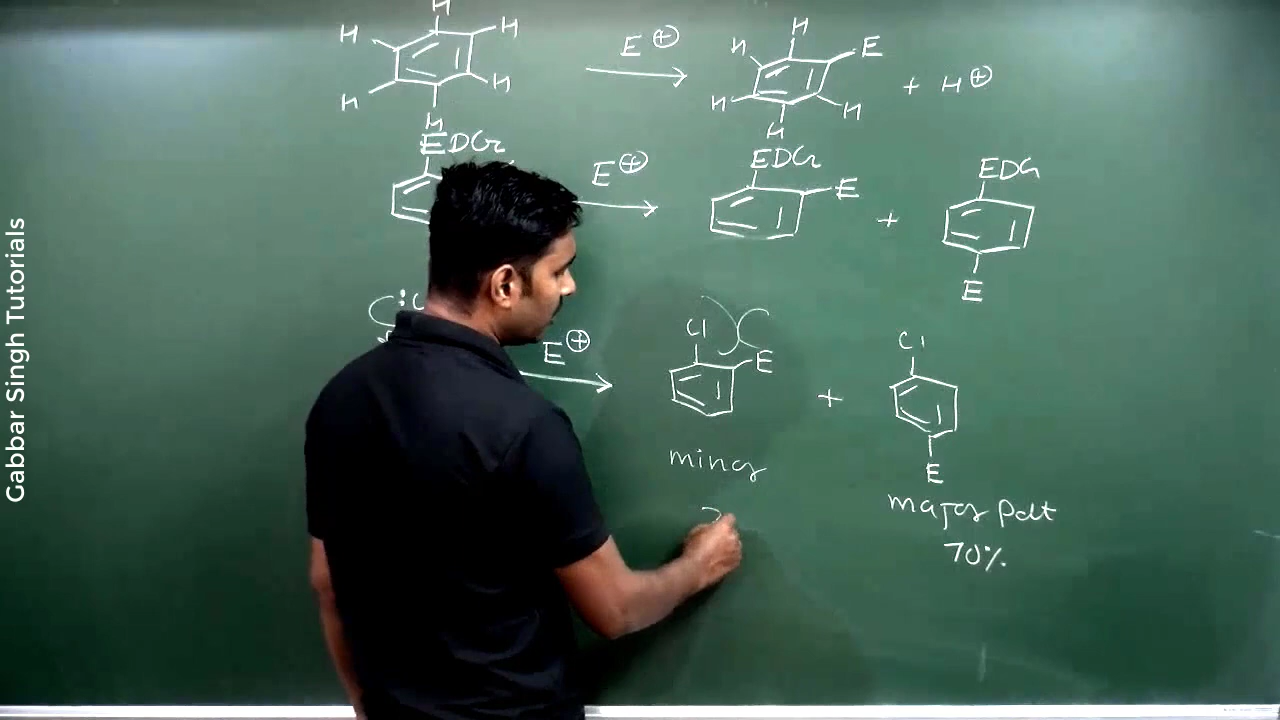 H
H H
H H
H
E⊕
H
H E
H H
H
+ H⊕
EDG
E⊕
EDG
E
+
EDG
E
:
E⊕
Cl
E
+
Cl
E
minor
major Pdt
70%
Gabbar Singh Tutorials